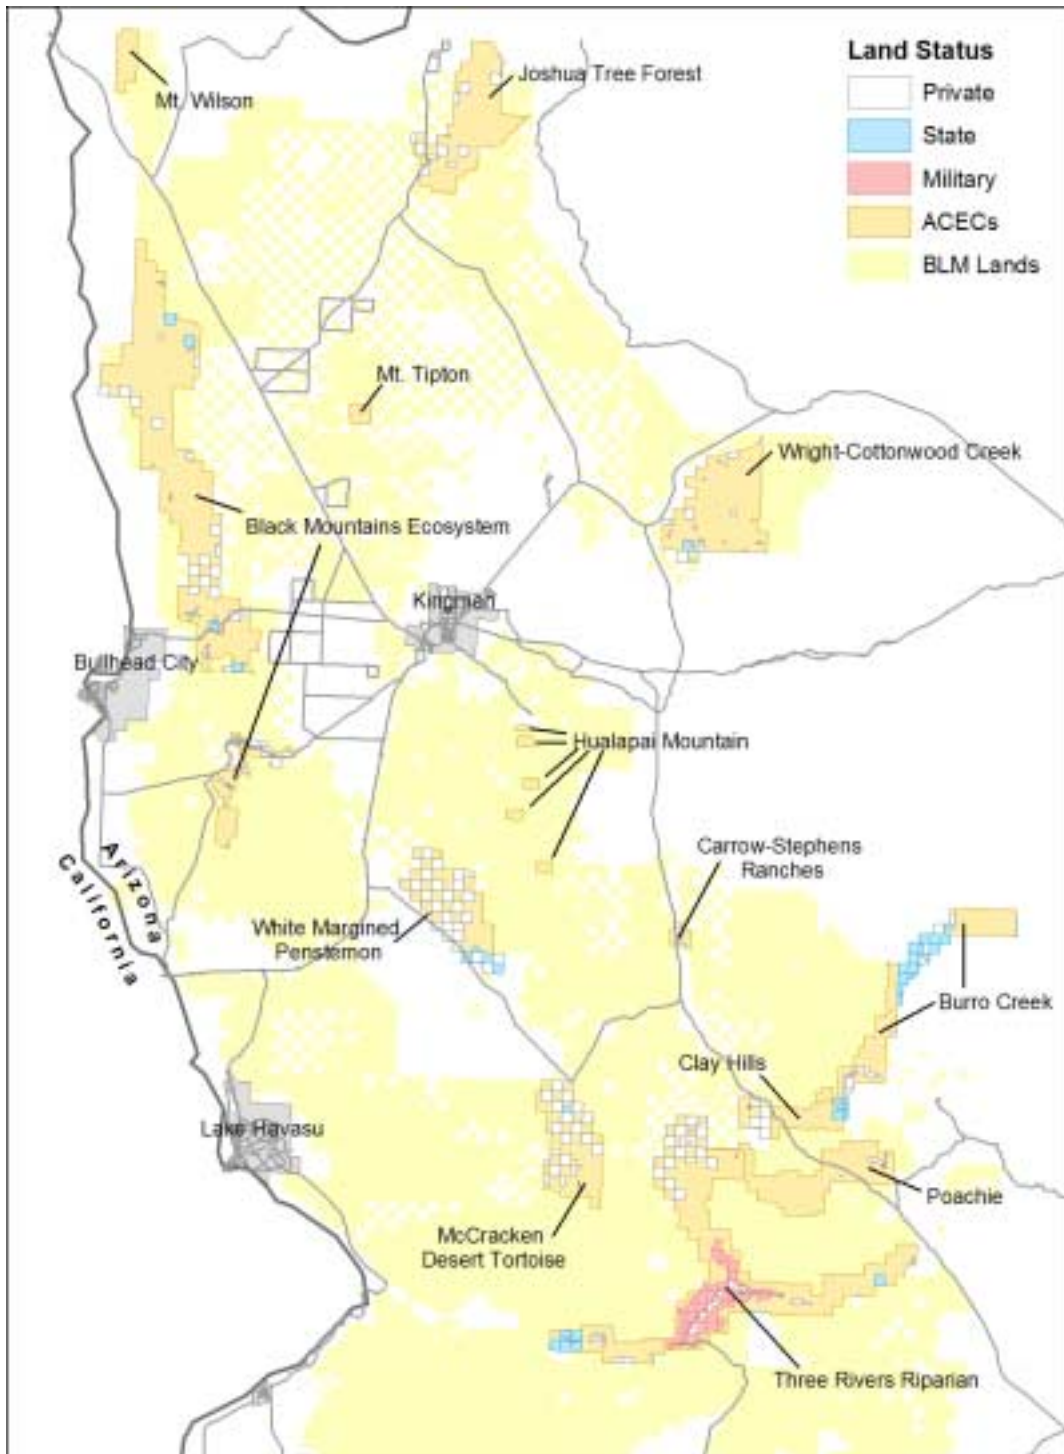 Land Status
Private
State
Military
ACECs
BLM Lands
Joshua Tree Forest
Mt. Wilson
Mt. Tipton
Wright-Cottonwood Creek
Black Mountains Ecosystem
Kingman
Bullhead City
Hualapai Mountain
Carrow-Stephens
Ranches
Arizona
California
White Margined
Penstemon
Burro Creek
Clay Hills
Lake Havasu
Poachie
McCracken
Desert Tortoise
Three Rivers Riparian